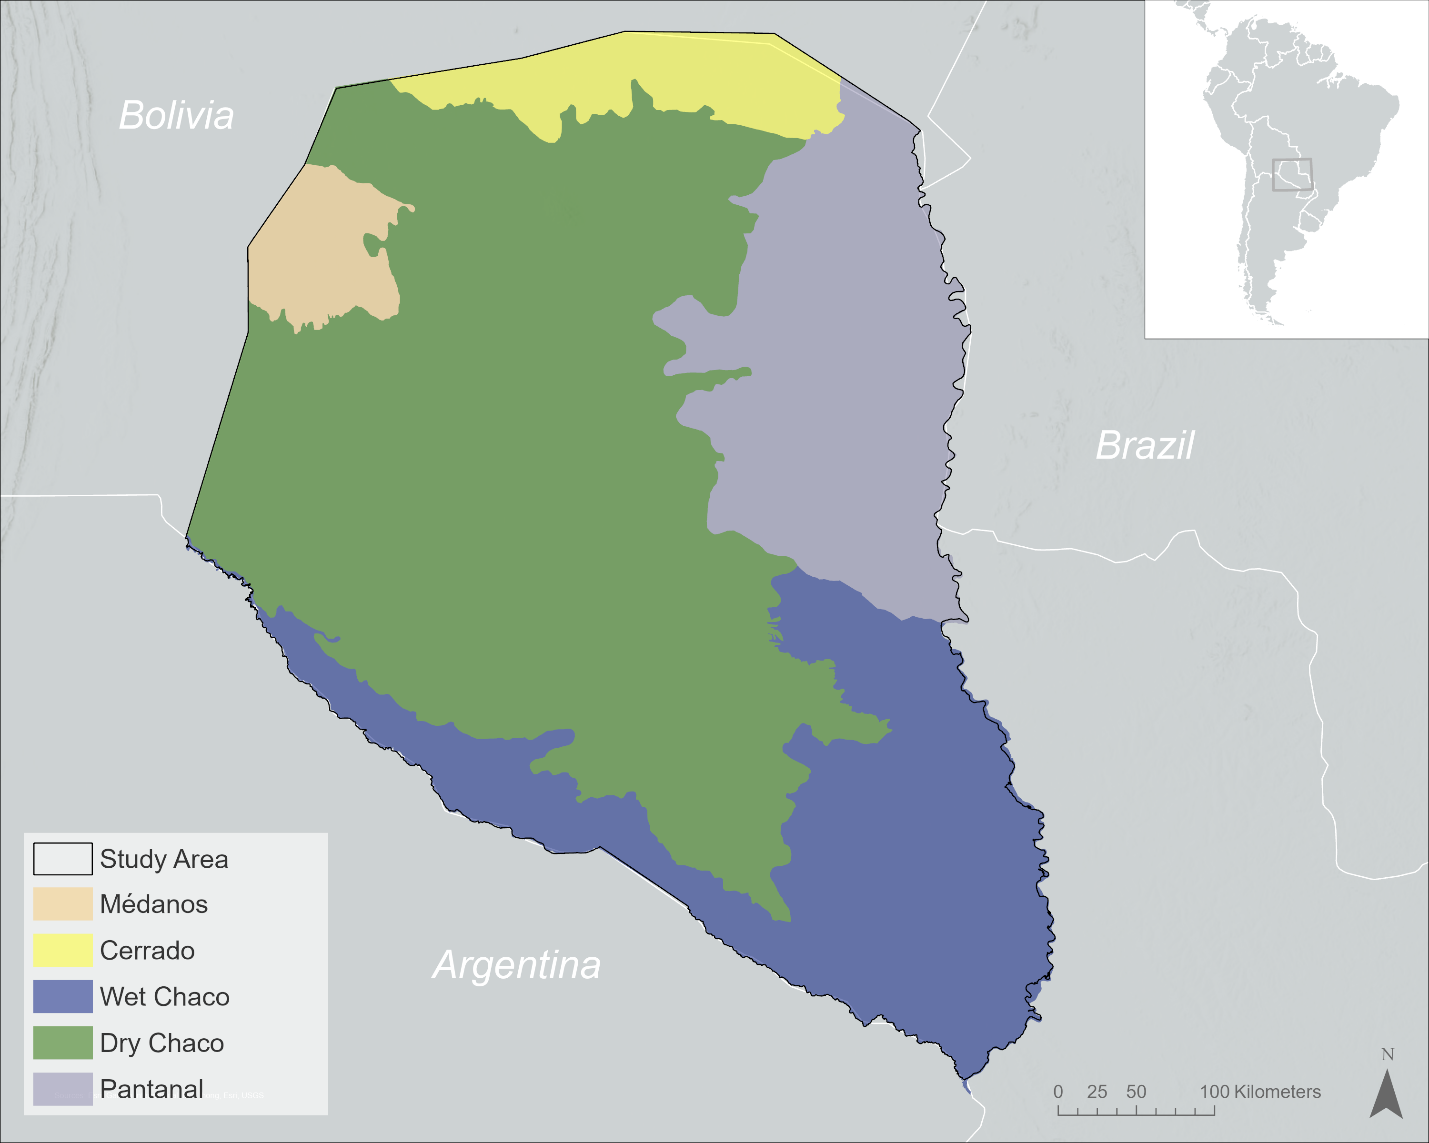 Bolivia
Brazil
Argentina
Study Area
Médanos
Cerrado
Wet Chaco
Dry Chaco
Pantanal
N
0 25 50 100 Kilometers